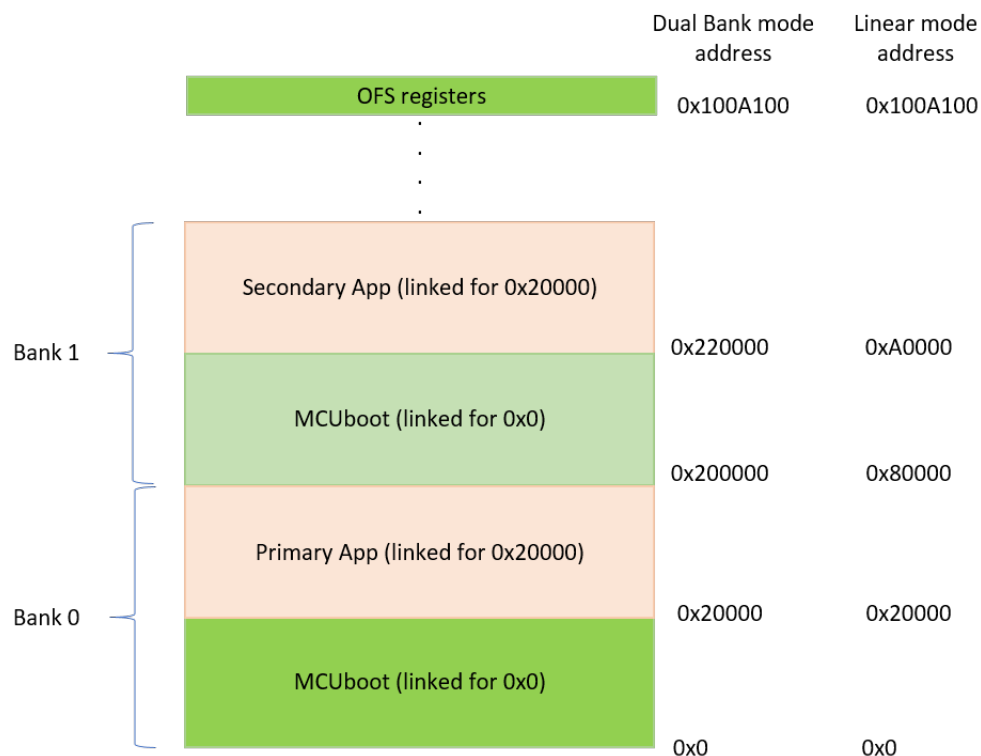 Dual Bank mode address
Linear mode address
OFS registers
0x100A100
0x100A100
.
.
.
.
Secondary App (linked for 0x20000)
Bank 1
0x220000
0xA0000
MCUboot (linked for 0x0)
0x200000
0x80000
Primary App (linked for 0x20000)
Bank 0
0x20000
0x20000
MCUboot (linked for 0x0)
0x0
0x0